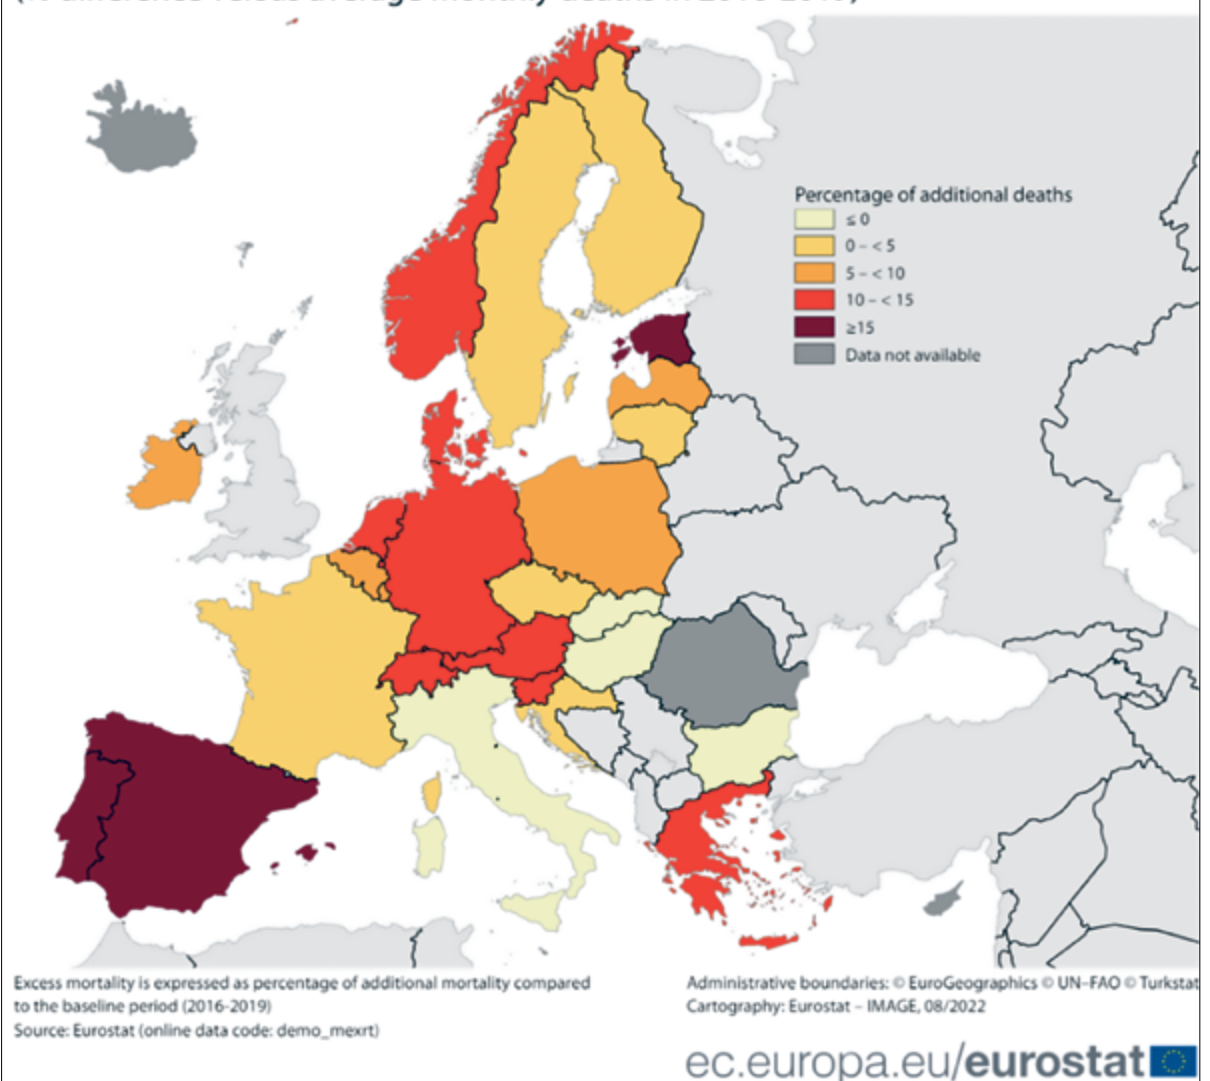 Percentage of additional deaths
≤ 0
0 – < 5
5 – < 10
10 – < 15
≥15
Data not available
Excess mortality is expressed as percentage of additional mortality compared
to the baseline period (2016-2019)
Source: Eurostat (online data code: demo_mexrt)
Administrative boundaries: © EuroGeographics © UN–FAO © Turkstat
Cartography: Eurostat – IMAGE, 08/2022
ec.europa.eu/eurostat